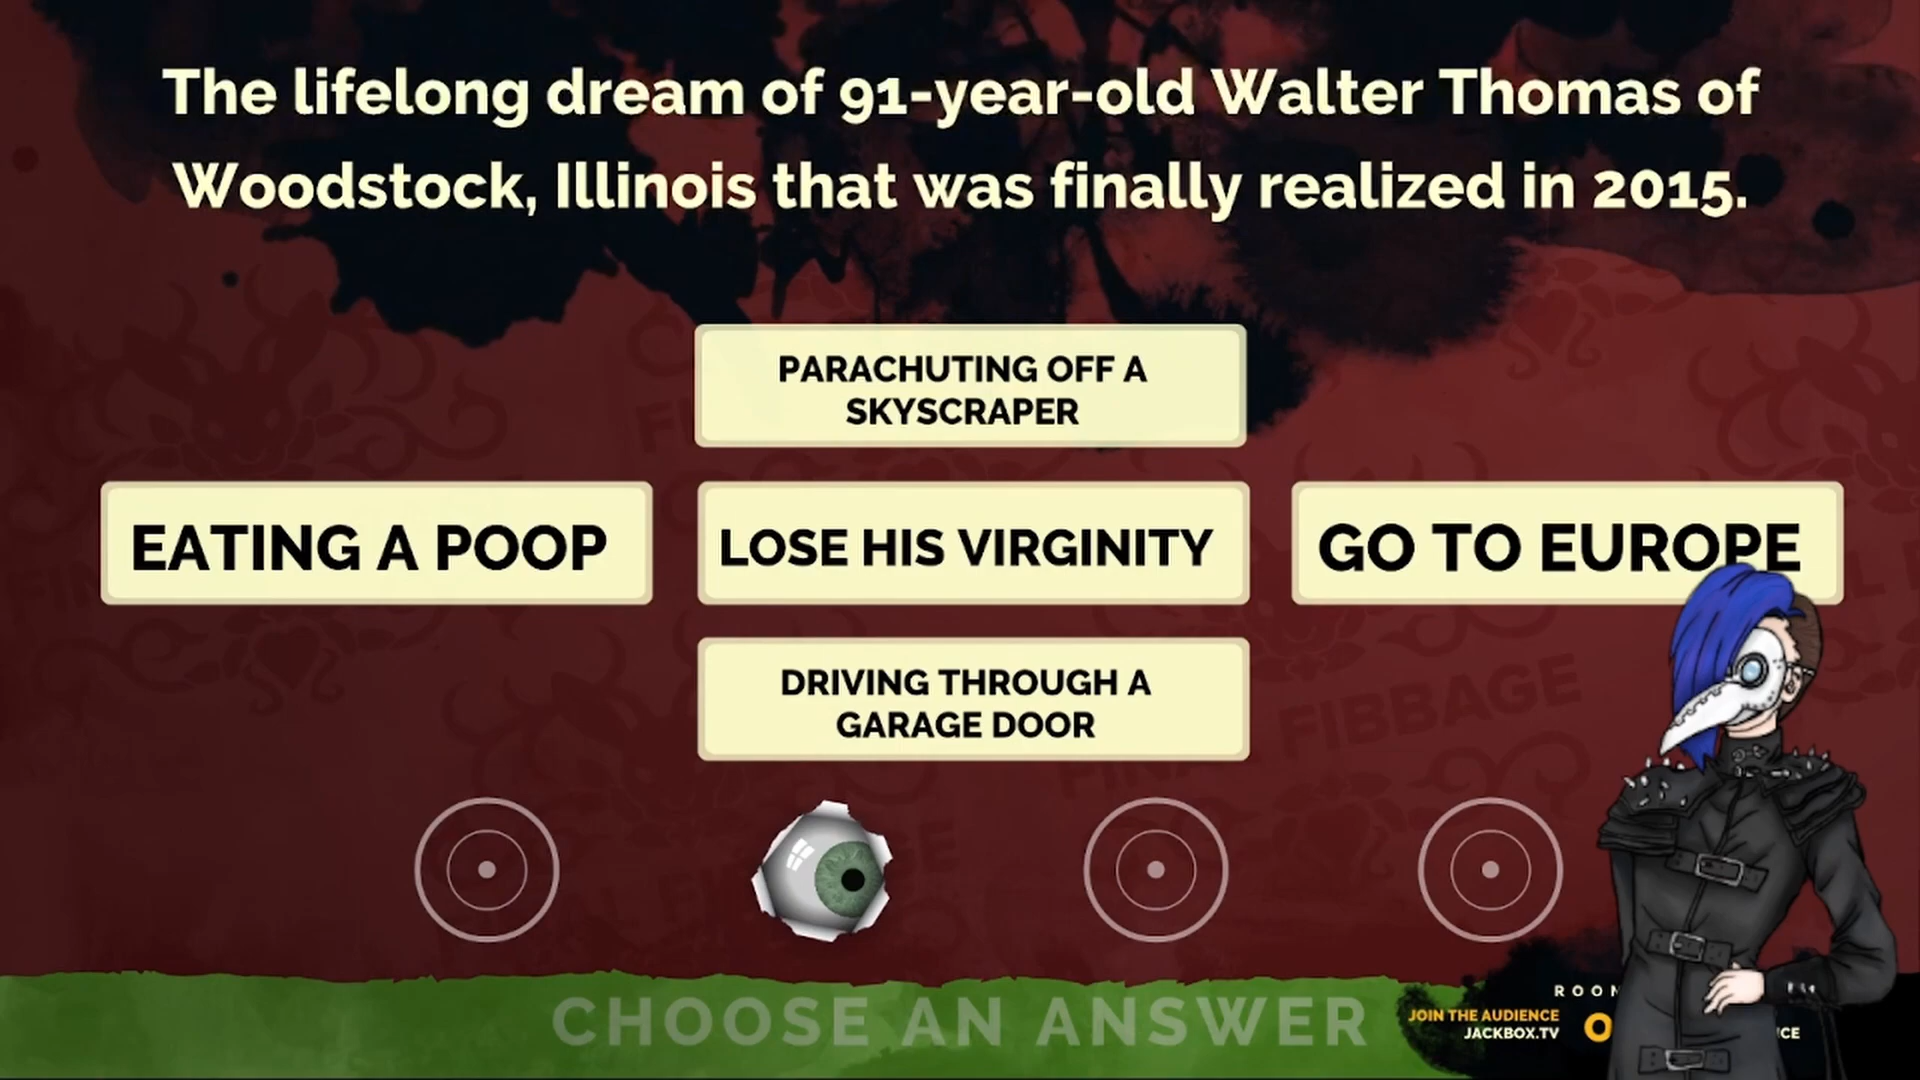 The lifelong dream of 91-year-old Walter Thomas of
Woodstock, Illinois that was finally realized in 2015.
PARACHUTING OFF A
SKYSCRAPER
EATING A POOP
LOSE HIS VIRGINITY
GO TO EUROPE
DRIVING THROUGH A
GARAGE DOOR
FIBBAGE
CHOOSE AN ANSWER
JOIN THE AUDIENCE
JACKBOX.TV